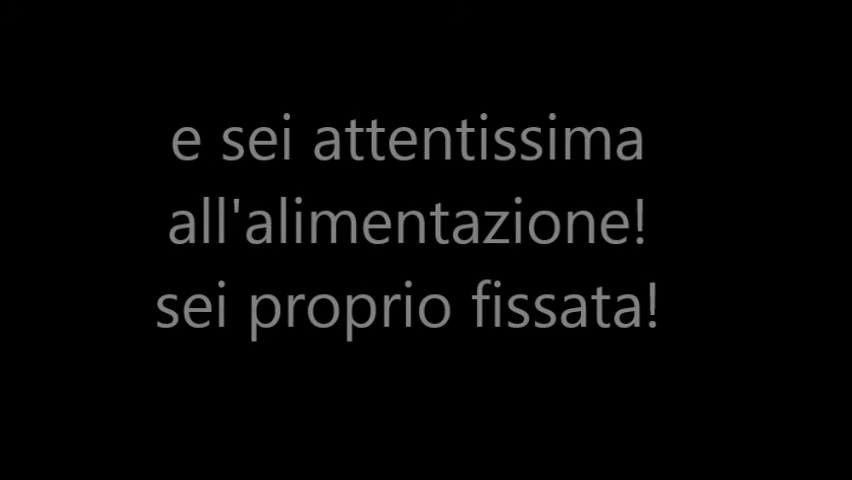 e sei attentissima
all'alimentazione!
sei proprio fissata!